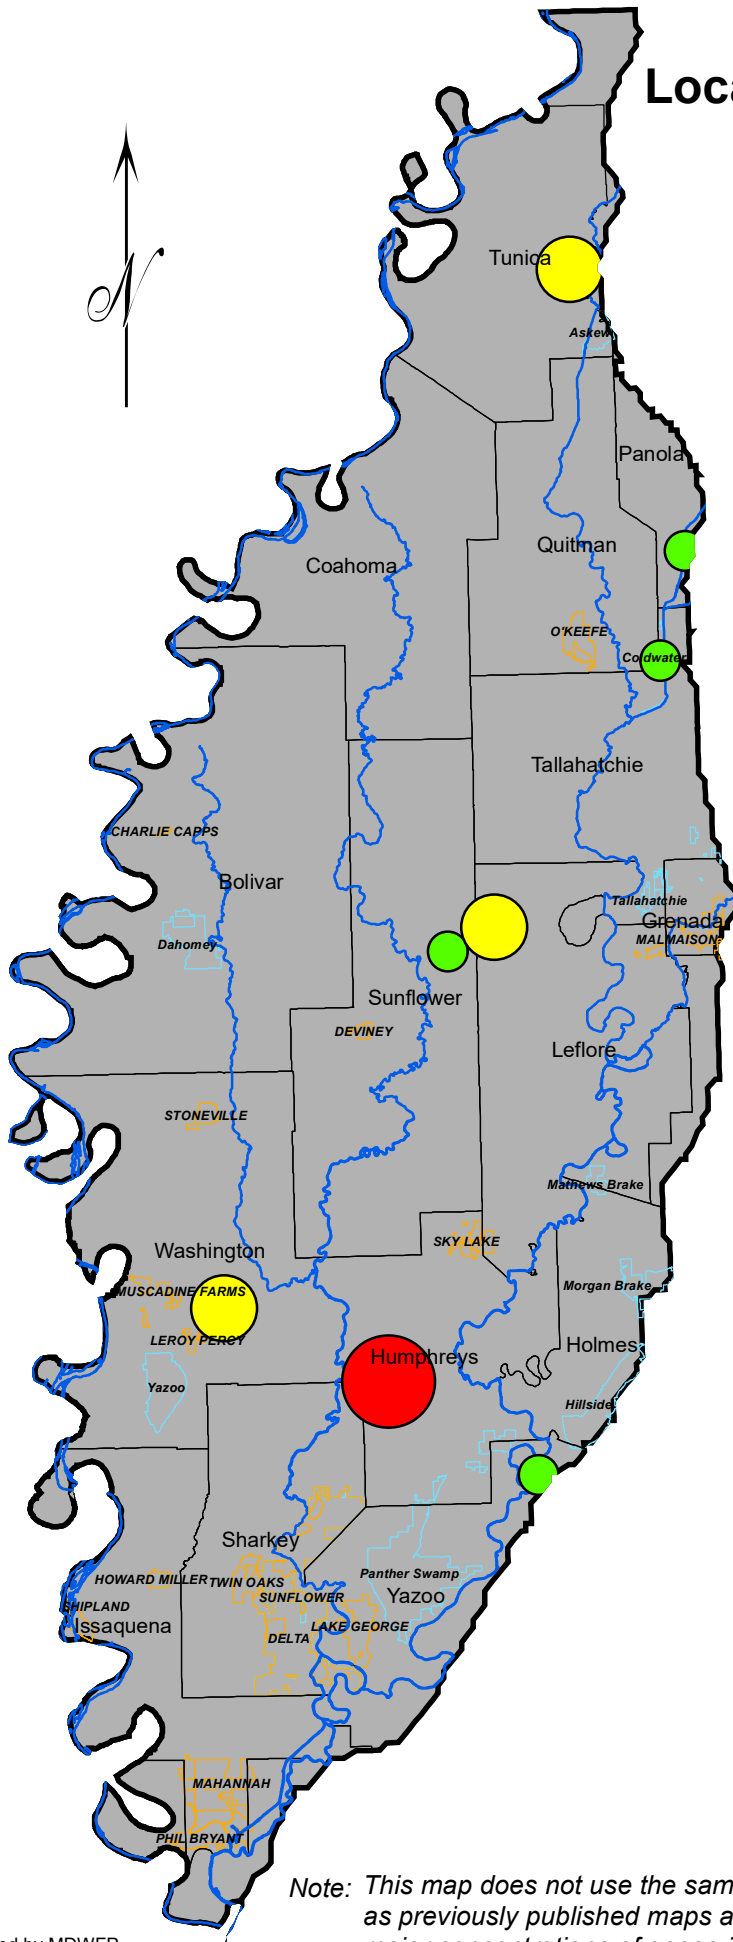 Loca
N
Tunica
Askew
Panola
Quitman
Coahoma
O'KEEFE
Coldwater
Tallahatchie
CHARLIE CAPPS
Bolivar
Tallahatchie
Grenada
Dahomey
MALMAISON
Sunflower
DEVINEY
Leflore
STONEVILLE
Mathews Brake
SKY LAKE
Washington
Morgan Brake
MUSCADINE FARMS
LEROY PERCY
Holmes
Humphreys
Yazoo
Hillside
Sharkey
Panther Swamp
HOWARD MILLER
TWIN OAKS
Yazoo
SUNFLOWER
SHIPLAND
Issaquena
LAKE GEORGE
DELTA
MAHANNAH
PHIL BRYANT
Note: This map does not use the sam
as previously published maps a